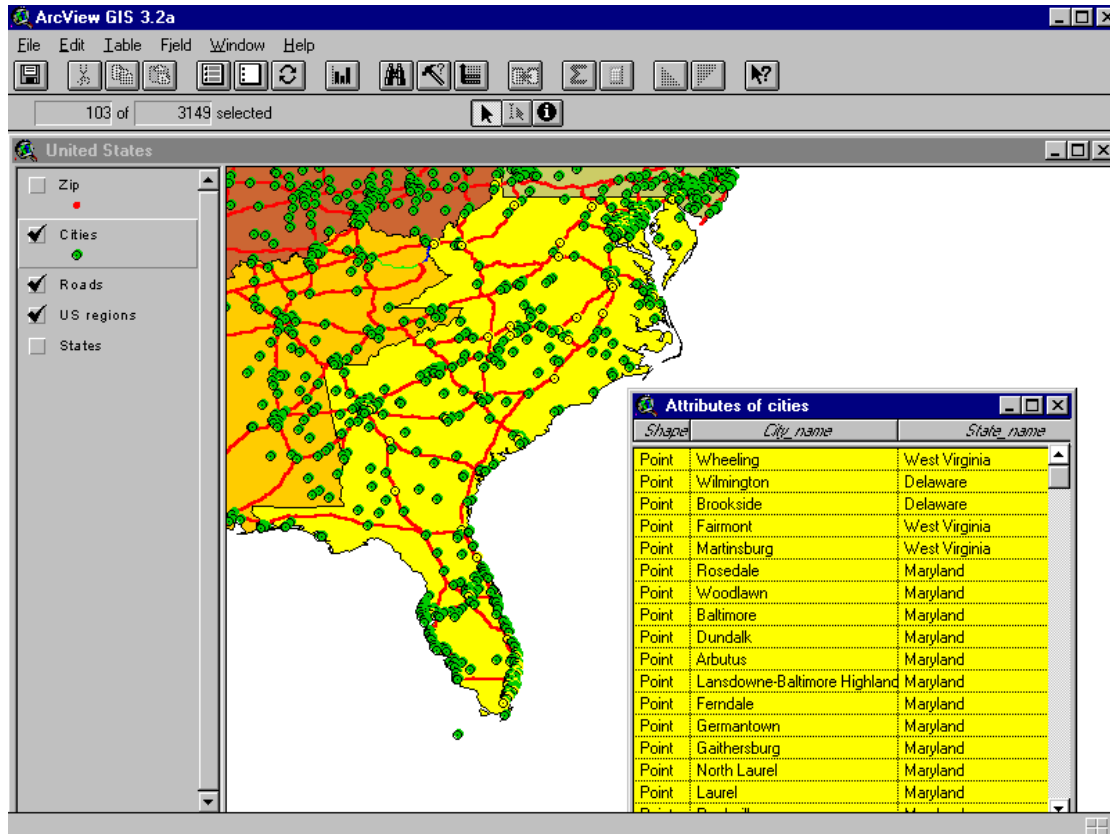 ArcView GIS 3.2a
File Edit Table Field Window Help
103 of 3149 selected
United States
Zip
Cities
Roads
US regions
States
Attributes of cities
Shape City_name State_name
Point Wheeling West Virginia
Point Wilmington Delaware
Point Brookside Delaware
Point Fairmont West Virginia
Point Martinsburg West Virginia
Point Rosedale Maryland
Point Woodlawn Maryland
Point Baltimore Maryland
Point Dundalk Maryland
Point Arbutus Maryland
Point Lansdowne-Baltimore Highland Maryland
Point Ferndale Maryland
Point Germantown Maryland
Point Gaithersburg Maryland
Point North Laurel Maryland
Point Laurel Maryland